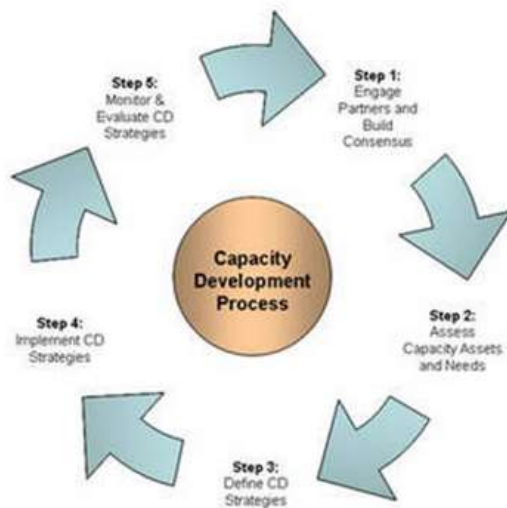 Capacity
Development
Process
Step 1:
Engage
Partners and
Build
Consensus
Step 2:
Assess
Capacity Assets
and Needs
Step 3:
Define CD
Strategies
Step 4:
Implement CD
Strategies
Step 5:
Monitor &
Evaluate CD
Strategies